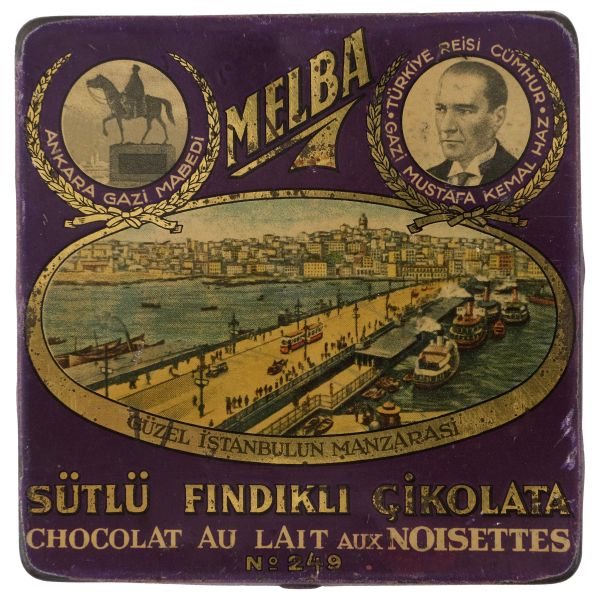 MELBA
ANKARA GAZİ MABEDİ
TÜRKİYE REİSİ CÜMHUR
GAZİ MUSTAFA KEMAL HAZ.
GÜZEL İSTANBULUN MANZARASİ
SÜTLÜ FINDIKLI ÇİKOLATA
CHOCOLAT AU LAIT AUX NOISETTES
No 249